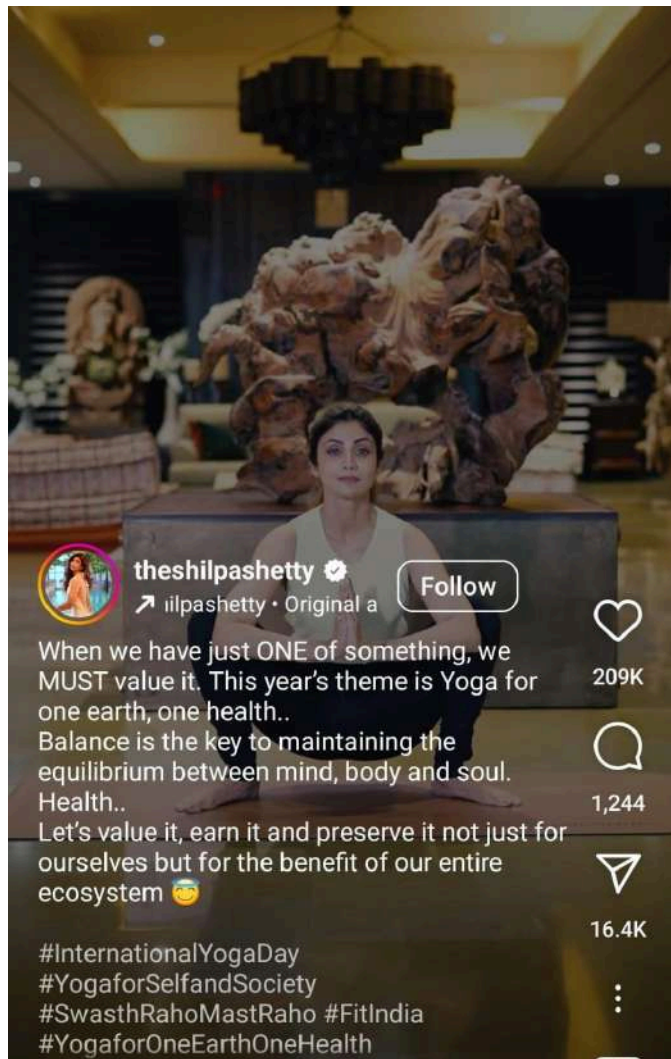 theshilpashetty
Follow
ilpashetty • Original a
When we have just ONE of something, we
MUST value it. This year's theme is Yoga for
one earth, one health..
Balance is the key to maintaining the
equilibrium between mind, body and soul.
Health..
Let's value it, earn it and preserve it not just for
ourselves but for the benefit of our entire
ecosystem 😇
209K
1,244
16.4K
#InternationalYogaDay
#YogaforSelfandSociety
#SwasthRahoMastRaho #FitIndia
#YogaforOneEarthOneHealth